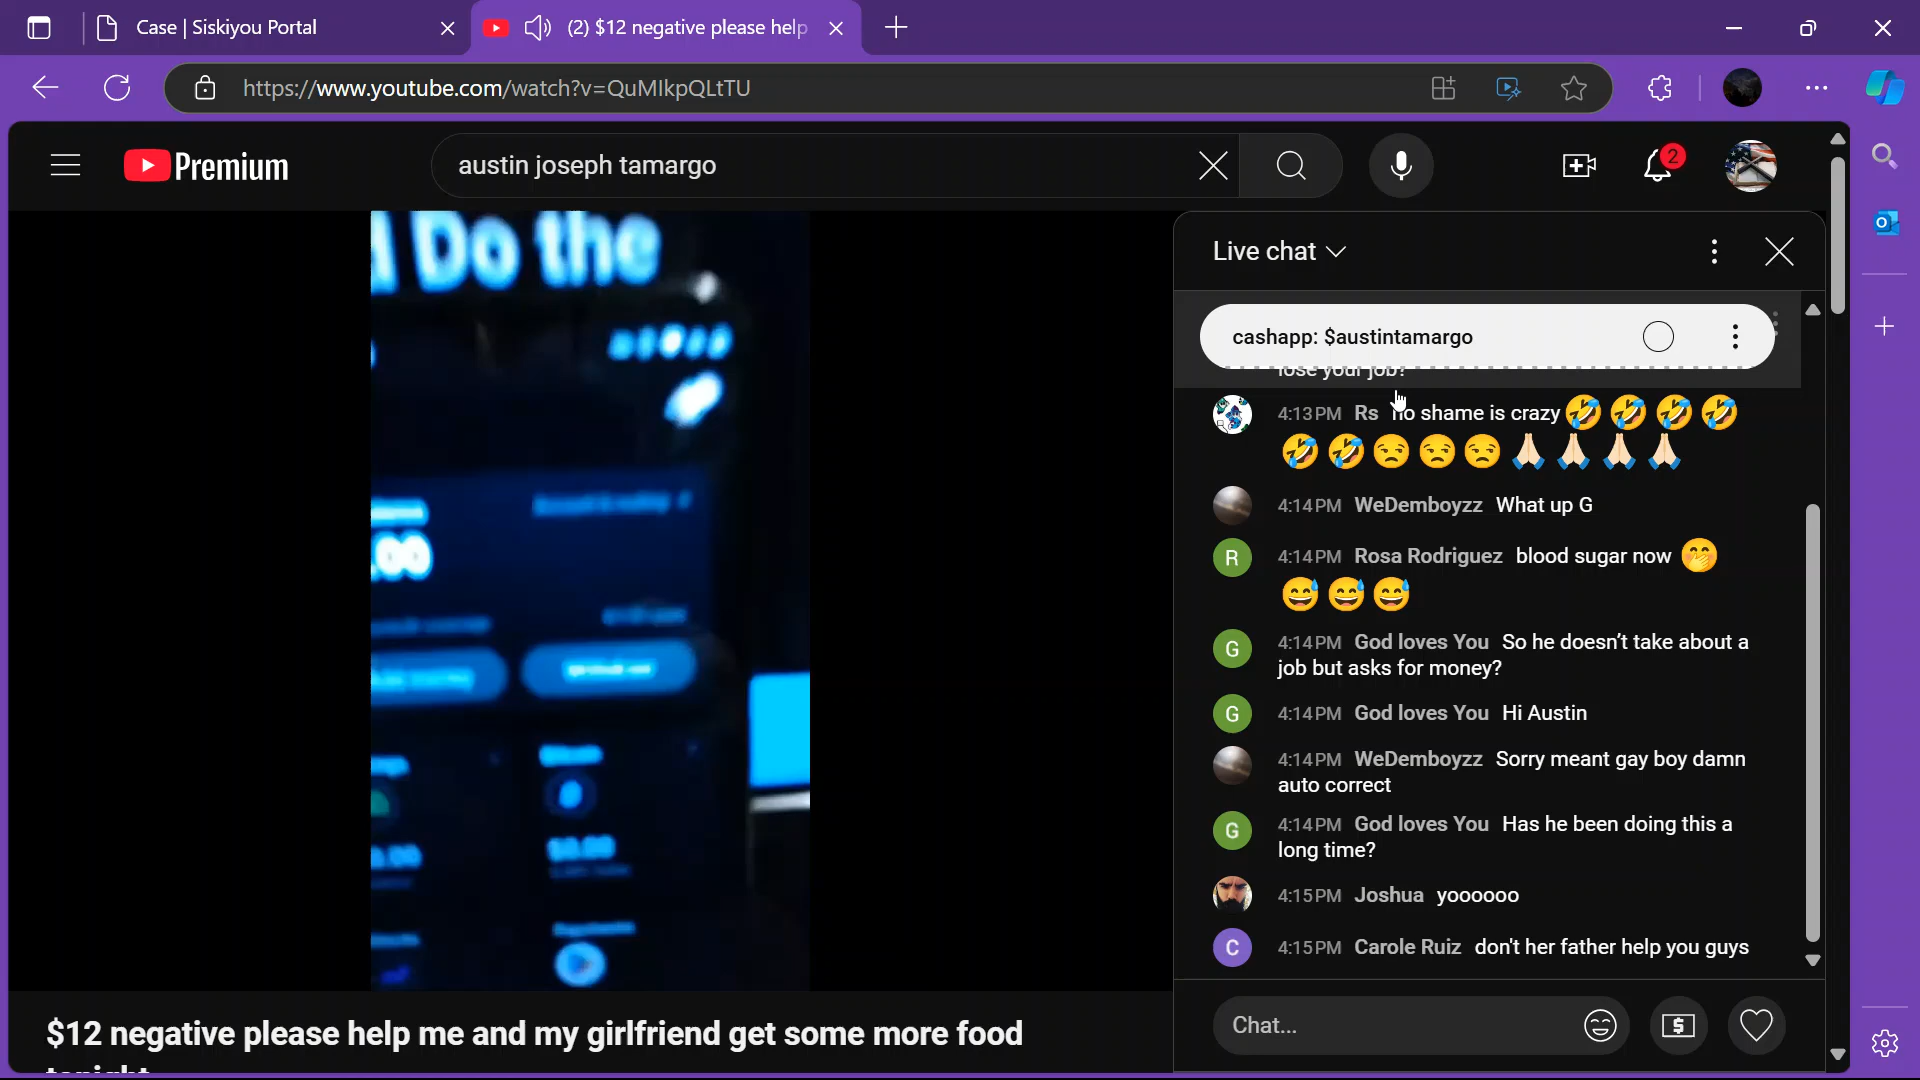 Case | Siskiyou Portal
(2) $12 negative please help
https://www.youtube.com/watch?v=QuMIkpQLtTU
Premium
austin joseph tamargo
2
Do the
.00
Live chat
cashapp: $austintamargo
lose your job?
4:13 PM Rs no shame is crazy 🤣🤣🤣🤣
🤣🤣😒😒😒🙏🏻🙏🏻🙏🏻🙏🏻
4:14 PM WeDemboyzz What up G
R 4:14 PM Rosa Rodriguez blood sugar now 🤭
😅😅😅
G 4:14 PM God loves You So he doesn't take about a
job but asks for money?
G 4:14 PM God loves You Hi Austin
4:14 PM WeDemboyzz Sorry meant gay boy damn
auto correct
G 4:14 PM God loves You Has he been doing this a
long time?
4:15 PM Joshua yoooooo
C 4:15 PM Carole Ruiz don't her father help you guys
Chat...
$12 negative please help me and my girlfriend get some more food
tonight